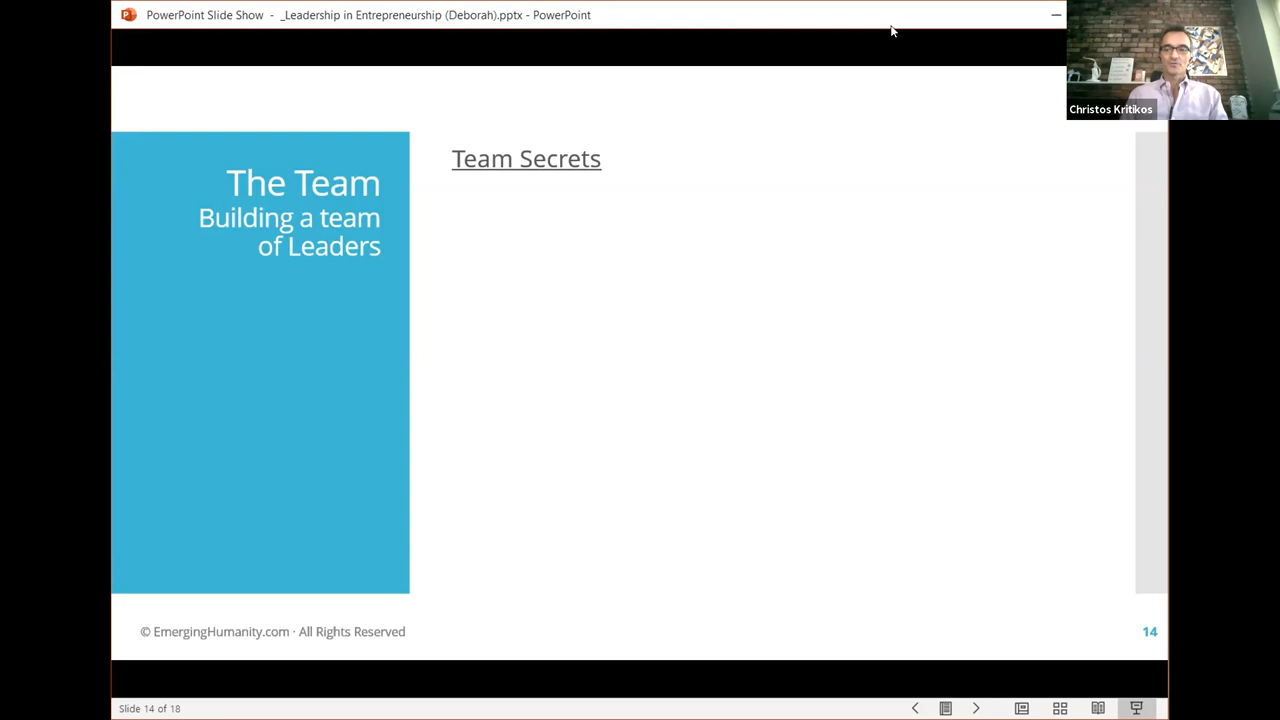 PowerPoint Slide Show - _Leadership in Entrepreneurship (Deborah).pptx - PowerPoint
Christos Kritikos
The Team
Building a team
of Leaders
Team Secrets
© EmergingHumanity.com · All Rights Reserved
14
Slide 14 of 18